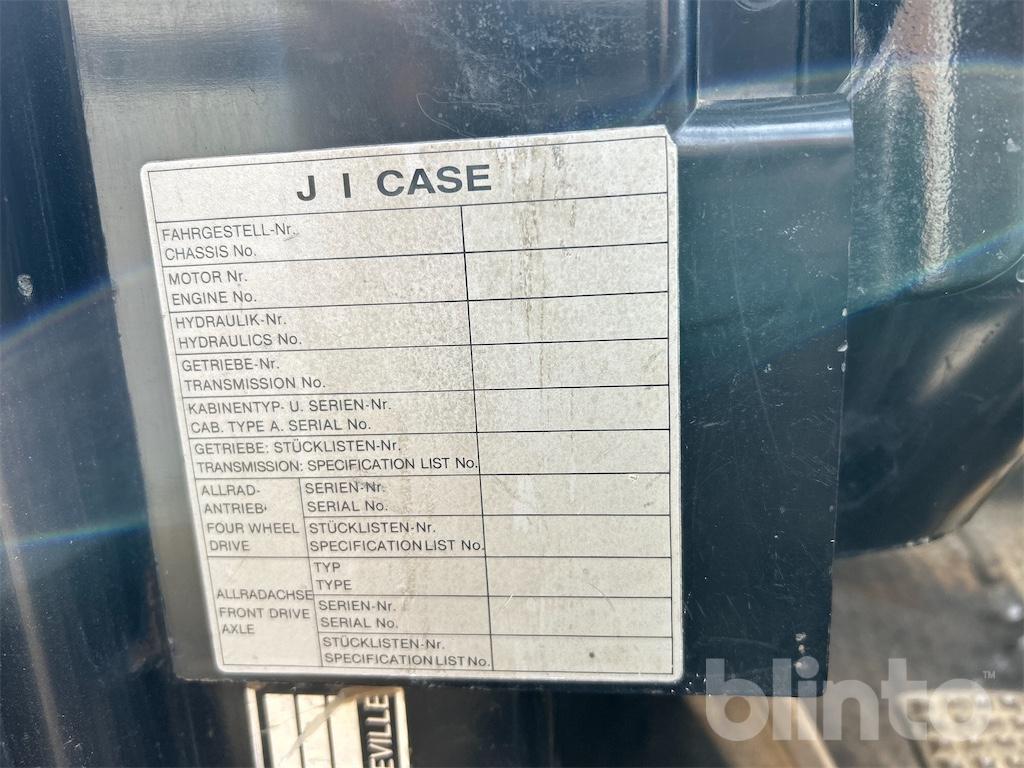 J I CASE
FAHRGESTELL-Nr.
CHASSIS No.
MOTOR Nr.
ENGINE No.
HYDRAULIK-Nr.
HYDRAULICS No.
GETRIEBE-Nr.
TRANSMISSION No.
KABINENTYP- U. SERIEN-Nr.
CAB. TYPE A. SERIAL No.
GETRIEBE: STÜCKLISTEN-Nr.
TRANSMISSION: SPECIFICATION LIST No.
ALLRAD-
ANTRIEB
FOUR WHEEL
DRIVE
SERIEN-Nr.
SERIAL No.
STÜCKLISTEN-Nr.
SPECIFICATION LIST No.
ALLRADACHSE
FRONT DRIVE
AXLE
TYP
TYPE
SERIEN-Nr.
SERIAL No.
STÜCKLISTEN-Nr.
SPECIFICATION LIST No.
EVILLE
blinto™